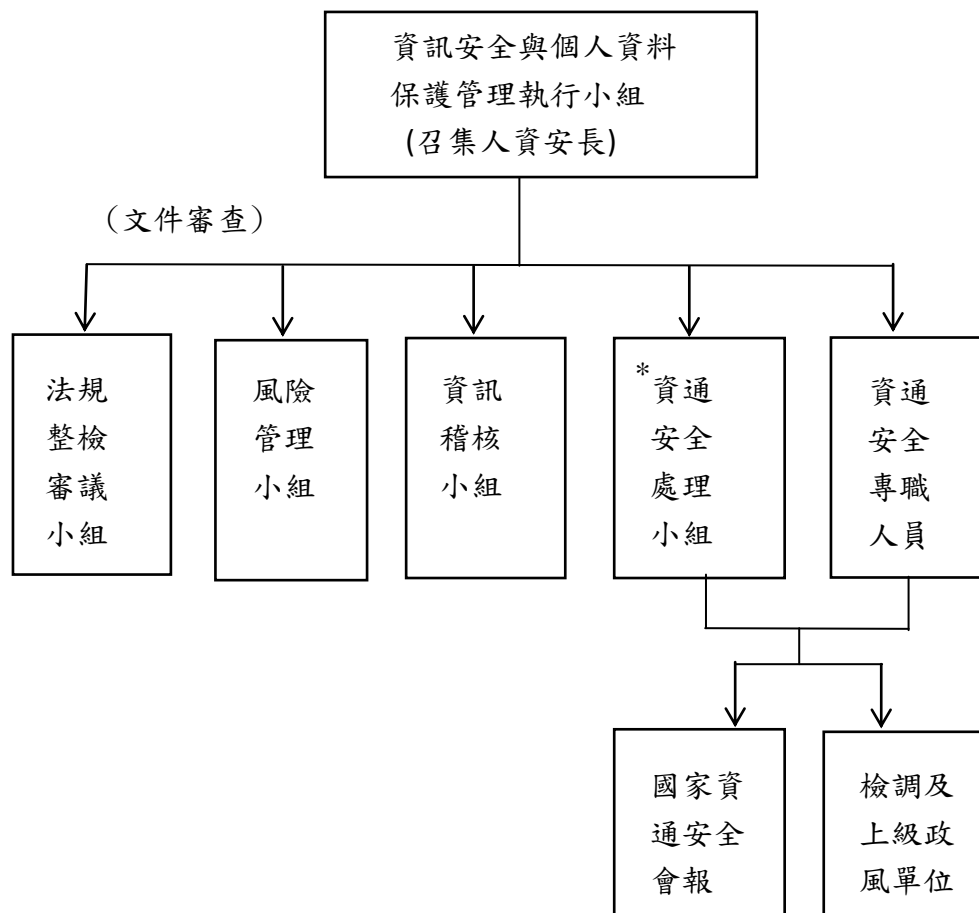 資訊安全與個人資料
保護管理執行小組
(召集人資安長)
（文件審查）
法規
整檢
審議
小組
風險
管理
小組
資訊
稽核
小組
*資通
安全
處理
小組
資通
安全
專職
人員
國家資
通安全
會報
檢調及
上級政
風單位